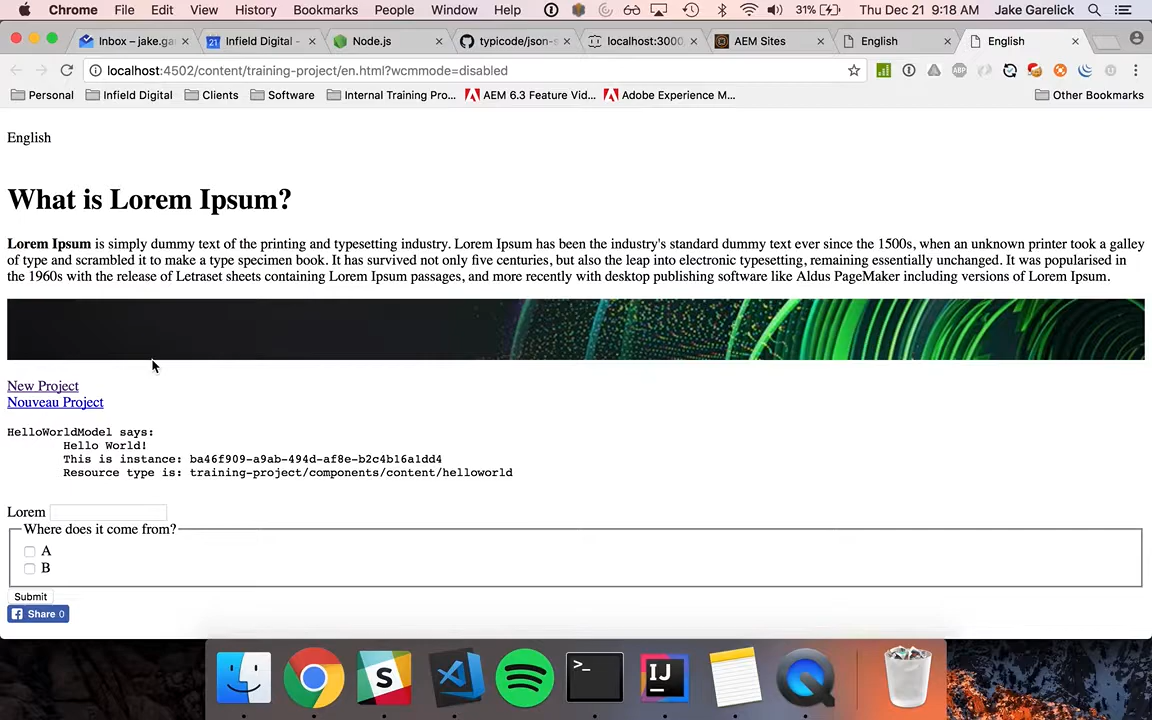 Chrome File Edit View History Bookmarks People Window Help 31% Thu Dec 21 9:18 AM Jake Garelick
Inbox – jake.ga Infield Digital - Node.js typicode/json-s localhost:3000 AEM Sites English English
localhost:4502/content/training-project/en.html?wcmmode=disabled ABP
Personal Infield Digital Clients Software Internal Training Pro... AEM 6.3 Feature Vid... Adobe Experience M... Other Bookmarks
English
What is Lorem Ipsum?
Lorem Ipsum is simply dummy text of the printing and typesetting industry. Lorem Ipsum has been the industry's standard dummy text ever since the 1500s, when an unknown printer took a galley
of type and scrambled it to make a type specimen book. It has survived not only five centuries, but also the leap into electronic typesetting, remaining essentially unchanged. It was popularised in
the 1960s with the release of Letraset sheets containing Lorem Ipsum passages, and more recently with desktop publishing software like Aldus PageMaker including versions of Lorem Ipsum.
New Project
Nouveau Project
HelloWorldModel says:
Hello World!
This is instance: ba46f909-a9ab-494d-af8e-b2c4b16a1dd4
Resource type is: training-project/components/content/helloworld
Lorem
Where does it come from?
A
B
Submit
Share 0